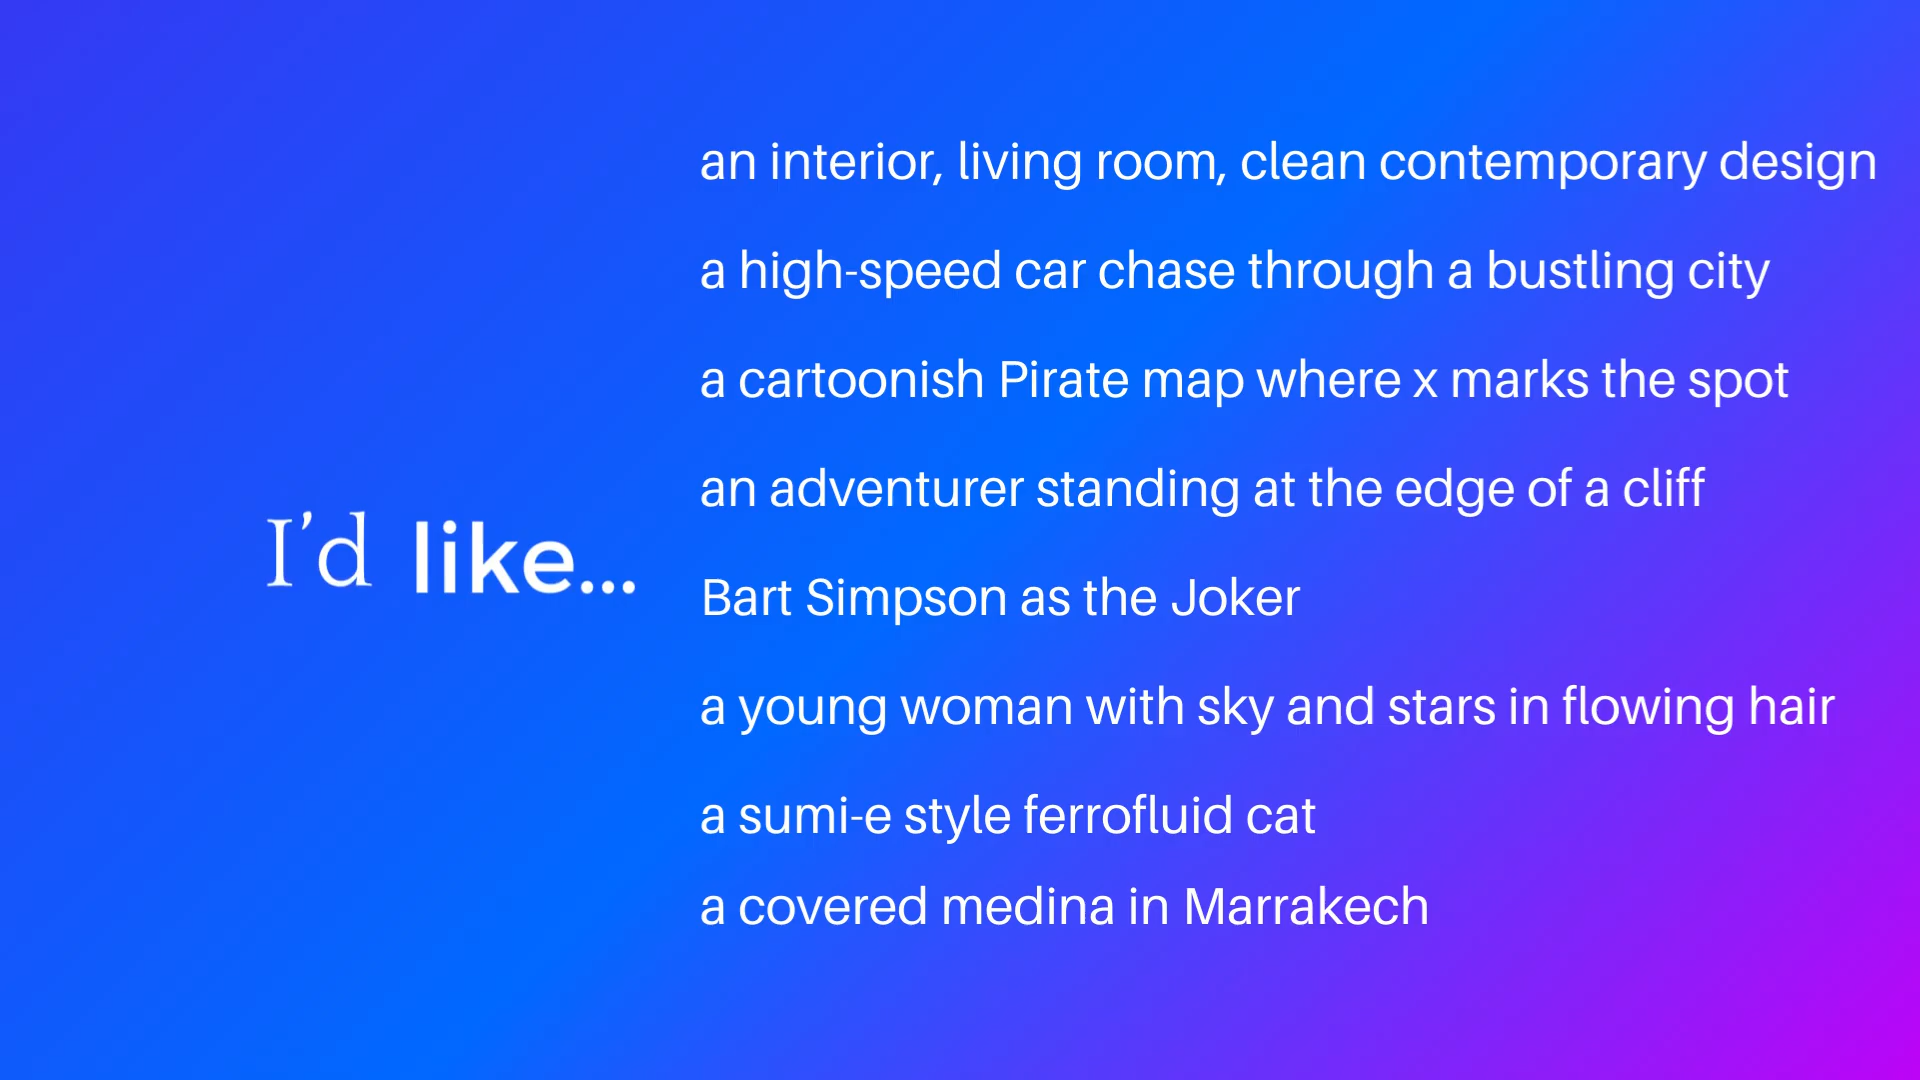 I’d like...
an interior, living room, clean contemporary design
a high-speed car chase through a bustling city
a cartoonish Pirate map where x marks the spot
an adventurer standing at the edge of a cliff
Bart Simpson as the Joker
a young woman with sky and stars in flowing hair
a sumi-e style ferrofluid cat
a covered medina in Marrakech